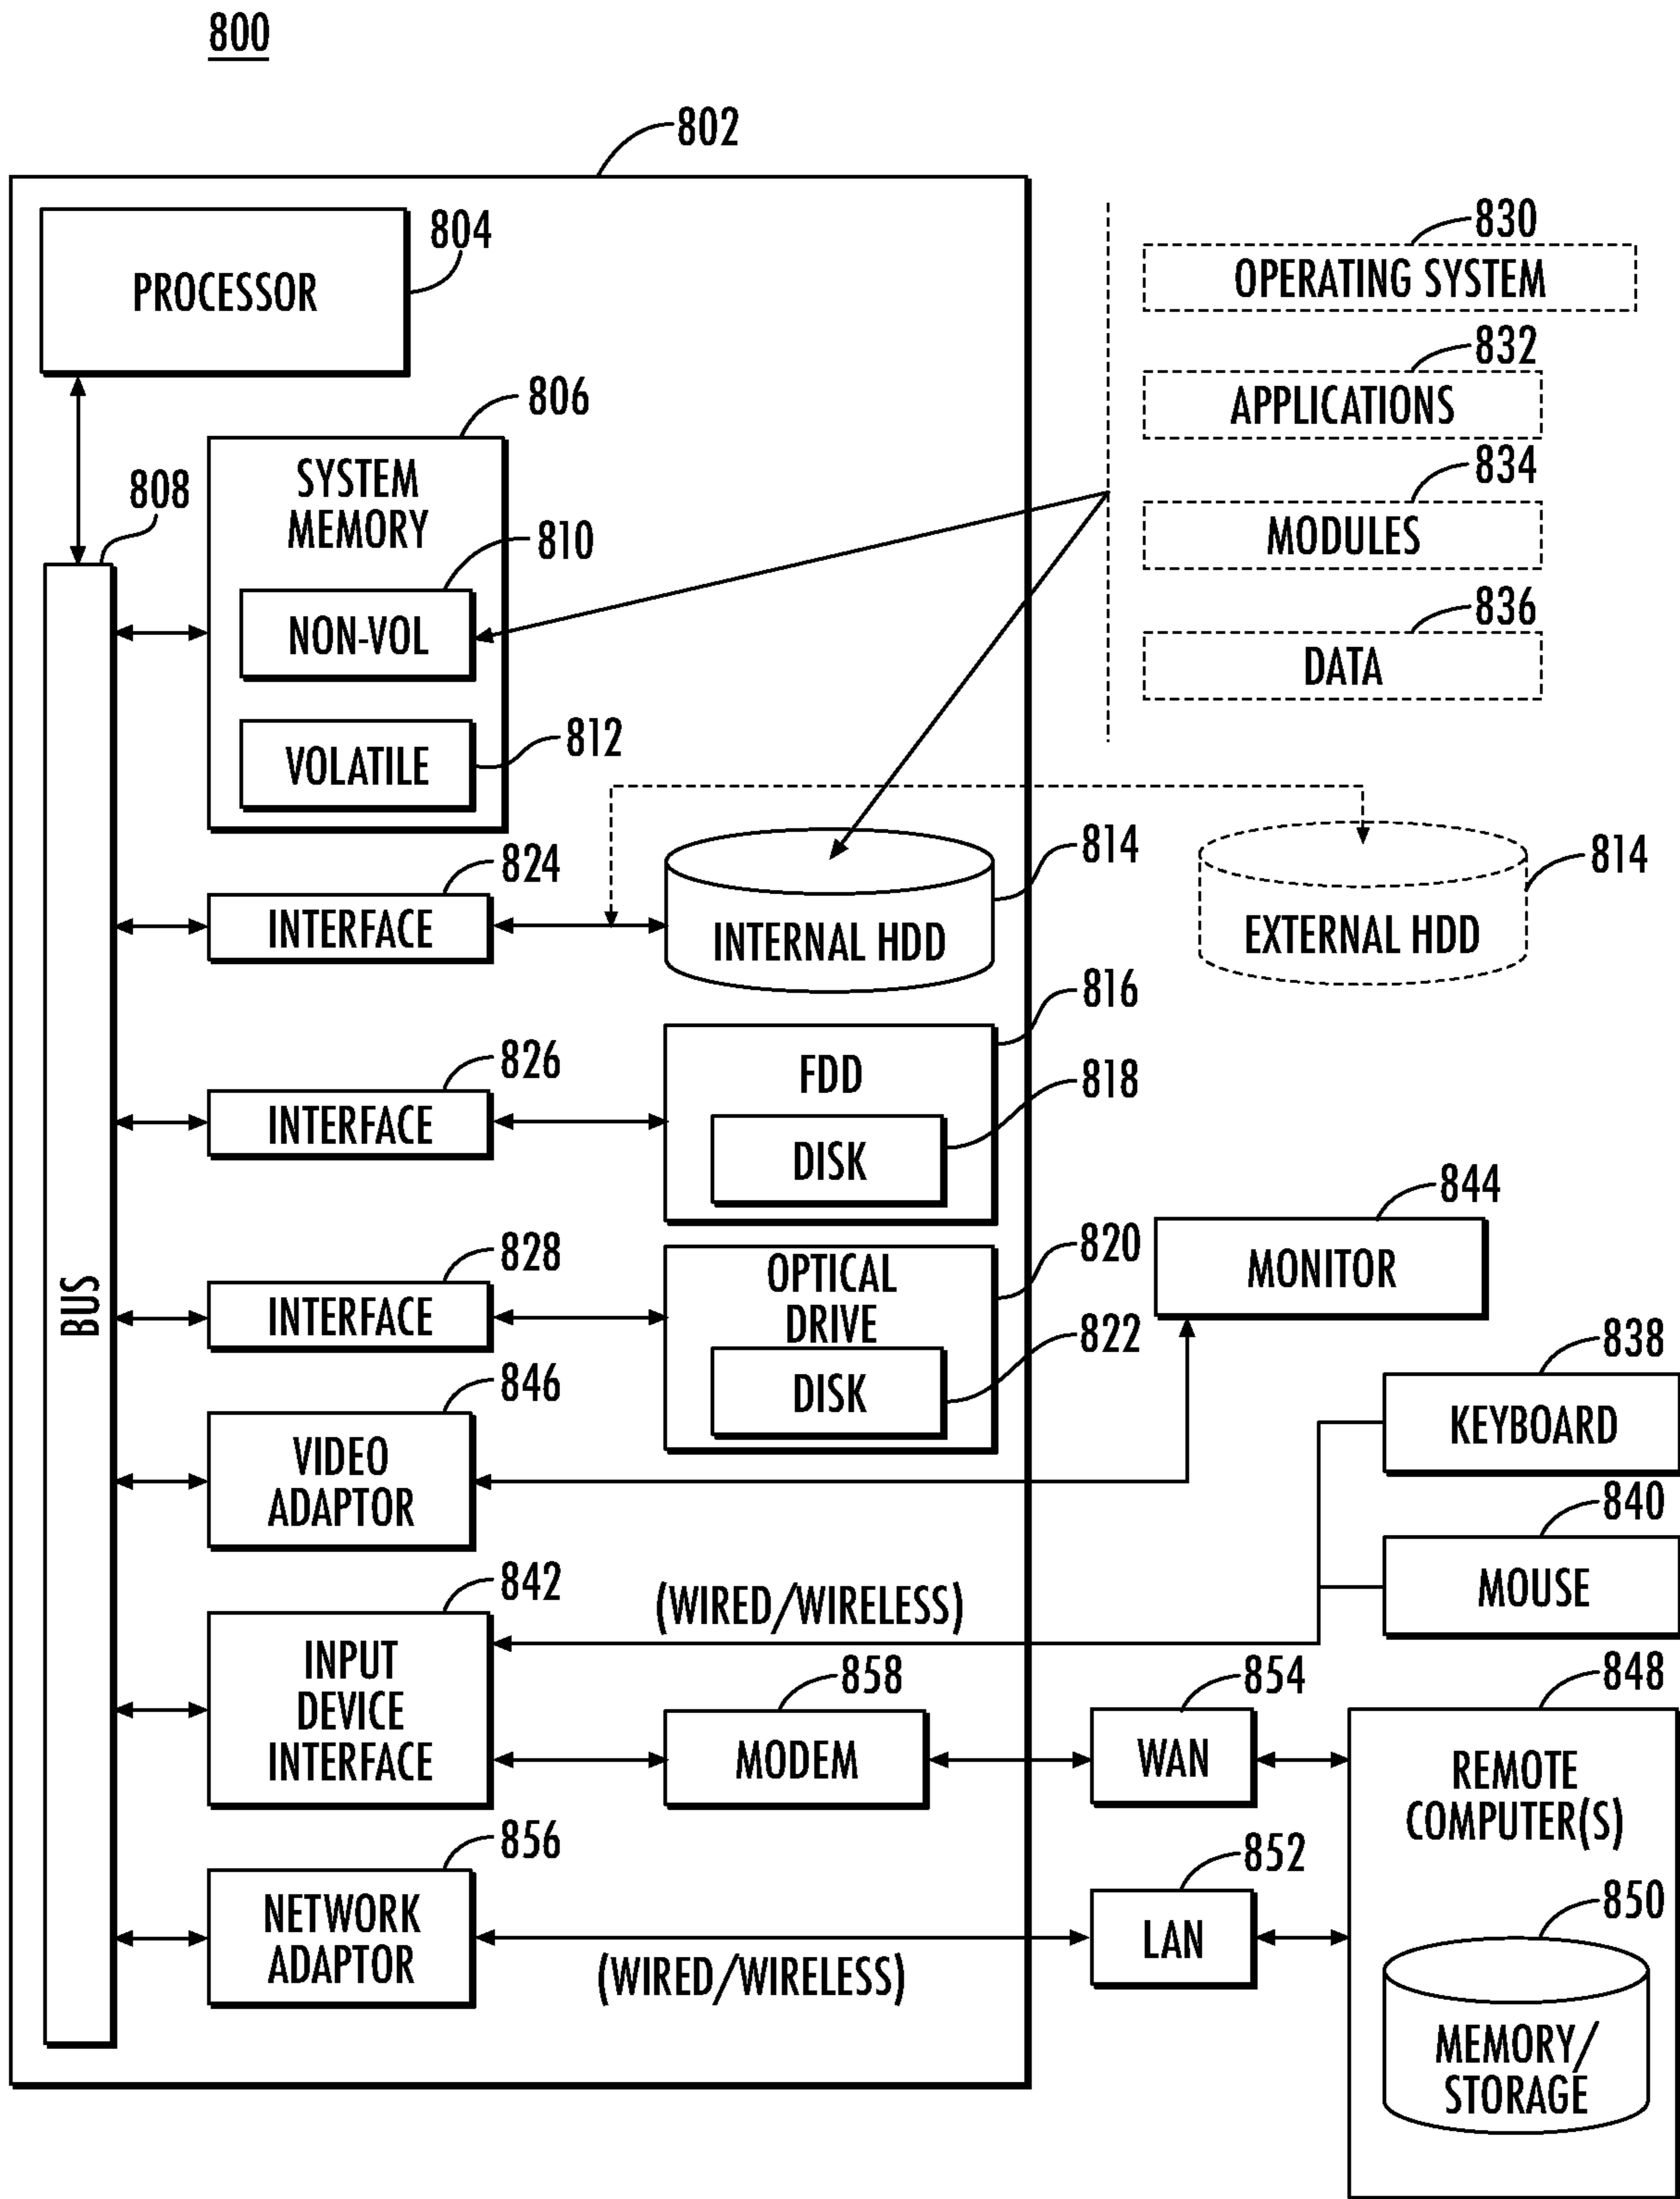 800
802
PROCESSOR
804
830
OPERATING SYSTEM
832
APPLICATIONS
834
MODULES
836
DATA
806
SYSTEM
MEMORY
808
810
NON-VOL
812
VOLATILE
BUS
824
INTERFACE
814
INTERNAL HDD
814
EXTERNAL HDD
826
INTERFACE
816
FDD
818
DISK
828
INTERFACE
820
OPTICAL
DRIVE
822
DISK
844
MONITOR
846
VIDEO
ADAPTOR
838
KEYBOARD
840
MOUSE
842
INPUT
DEVICE
INTERFACE
(WIRED/WIRELESS)
858
MODEM
854
WAN
848
REMOTE
COMPUTER(S)
856
NETWORK
ADAPTOR
(WIRED/WIRELESS)
852
LAN
850
MEMORY/
STORAGE